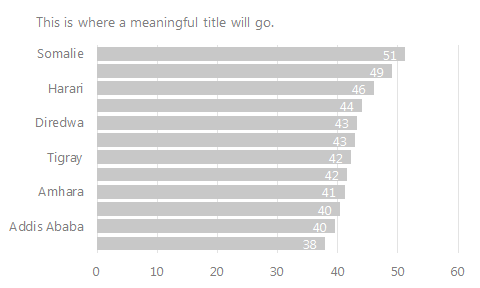 This is where a meaningful title will go.
Somalie 51
49
Harari 46
44
Diredwa 43
43
Tigray 42
42
Amhara 41
40
Addis Ababa 40
38
0 10 20 30 40 50 60